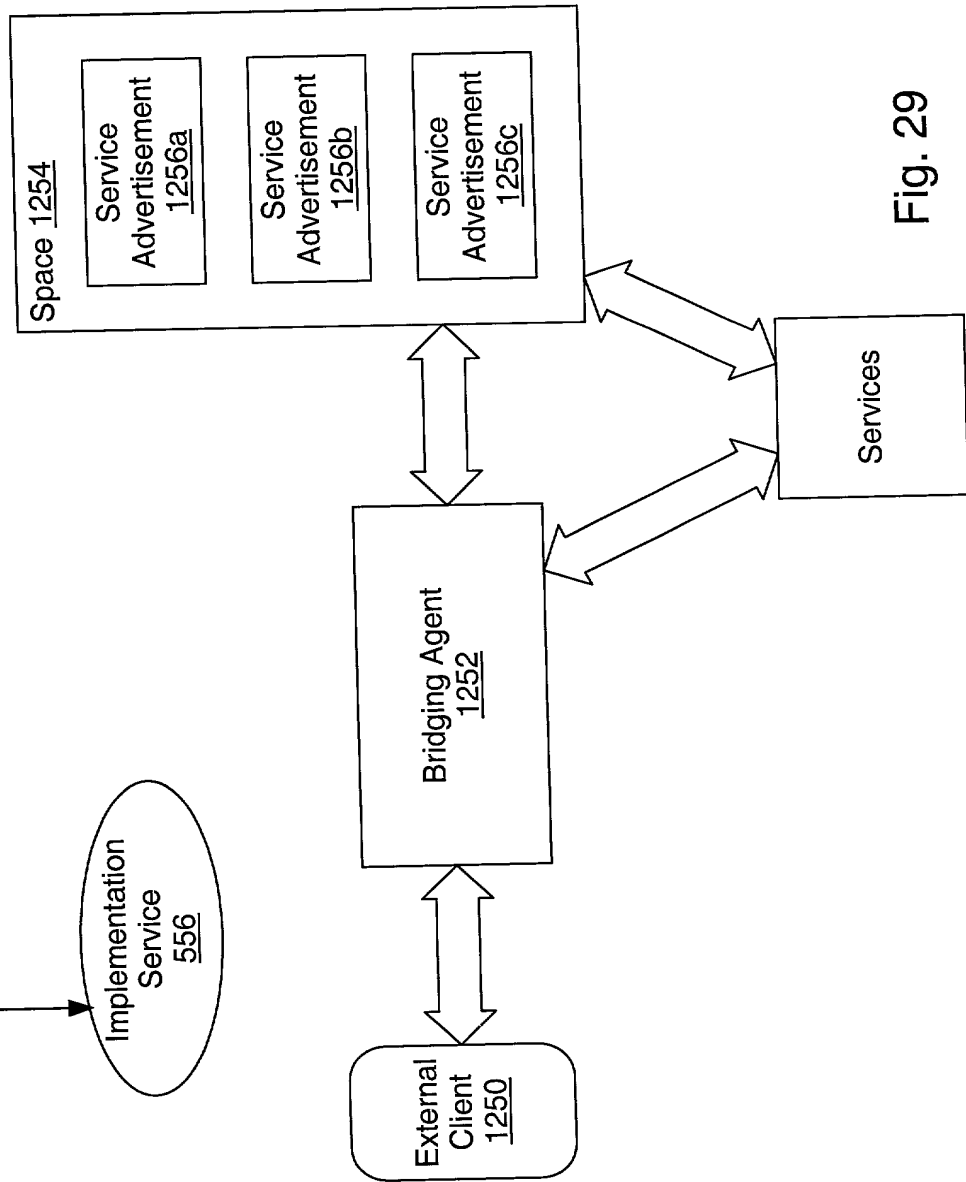 Implementation
Service
556
External
Client
1250
Bridging Agent
1252
Space 1254
Service
Advertisement
1256a
Service
Advertisement
1256b
Service
Advertisement
1256c
Services
Fig. 29